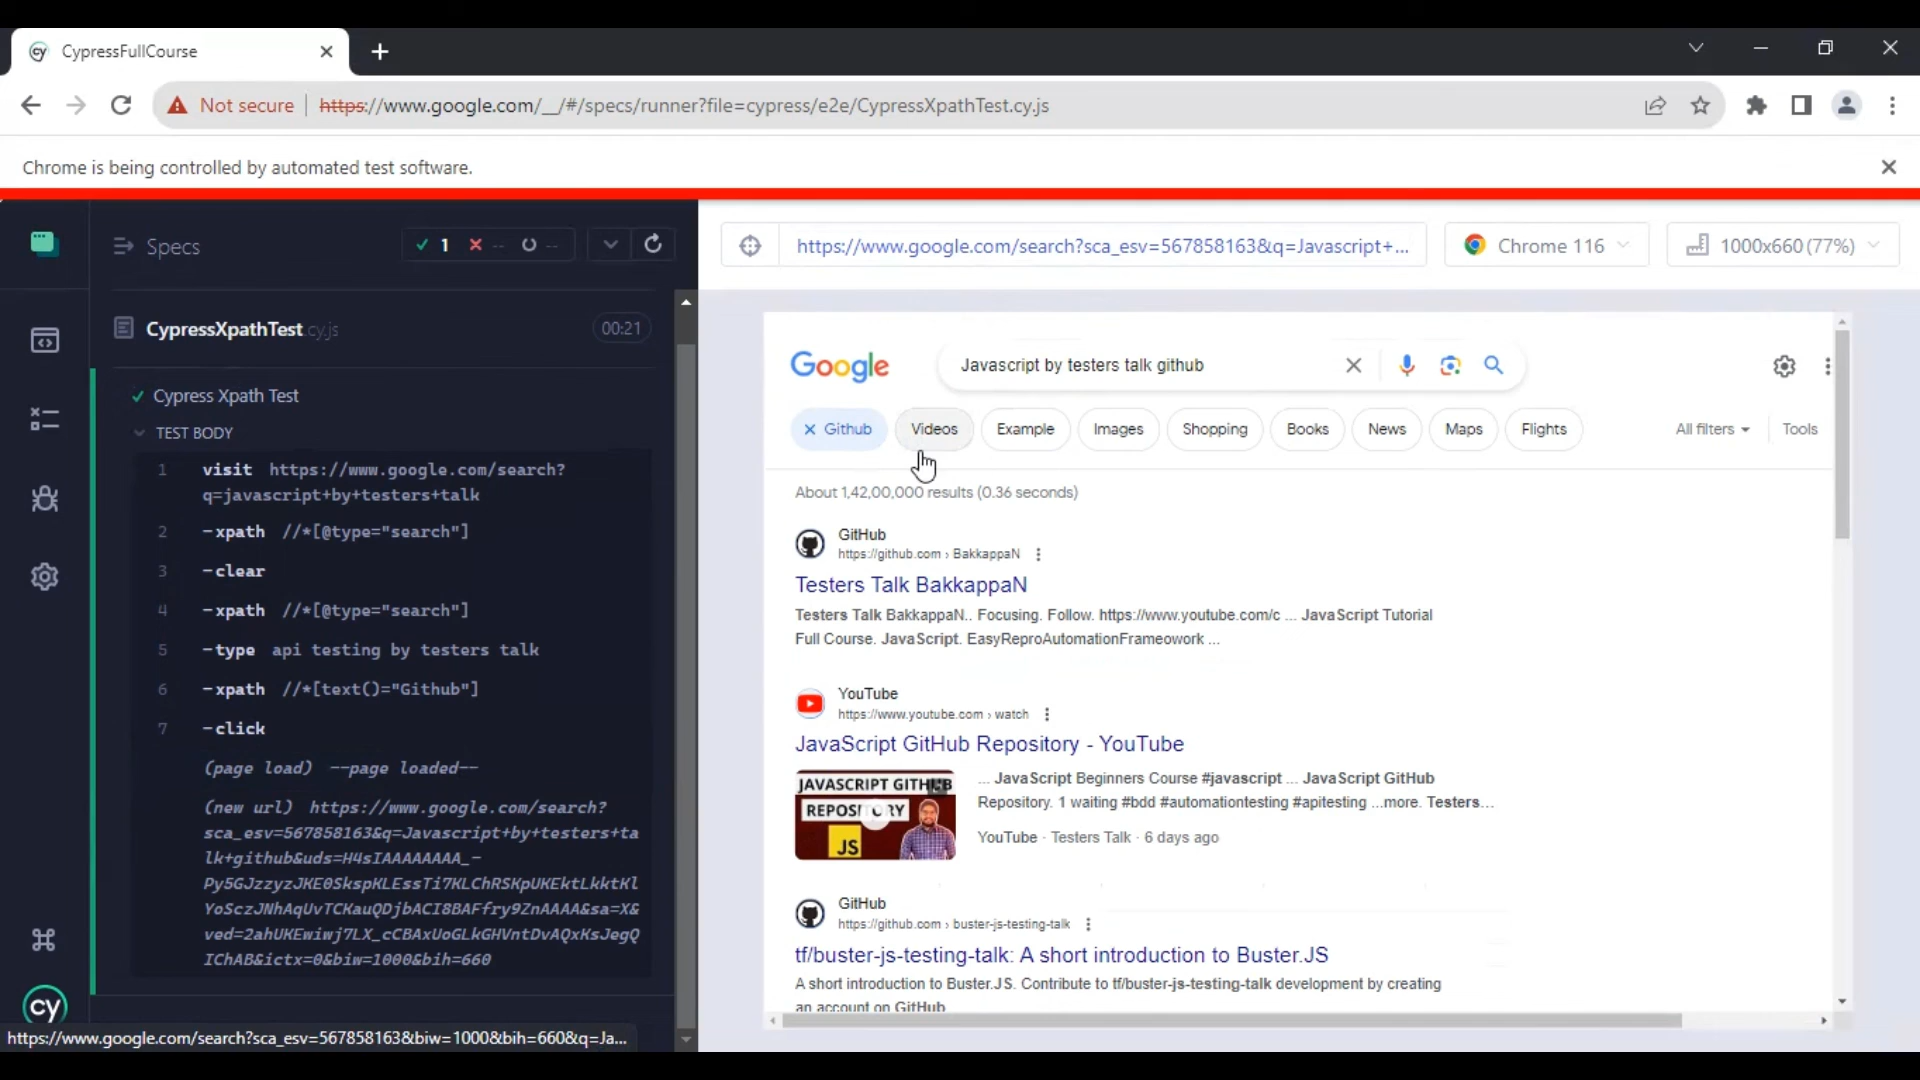 CypressFullCourse
Not secure https://www.google.com/__/#/specs/runner?file=cypress/e2e/CypressXpathTest.cy.js
Chrome is being controlled by automated test software.
Specs
1 -- --
CypressXpathTest.cy.js 00:21
Cypress Xpath Test
TEST BODY
1 visit https://www.google.com/search?
q=javascript+by+testers+talk
2 -xpath //*[@type="search"]
3 -clear
4 -xpath //*[@type="search"]
5 -type api testing by testers talk
6 -xpath //*[text()="Github"]
7 -click
(page load) --page loaded--
(new url) https://www.google.com/search?
sca_esv=567858163&q=Javascript+by+testers+ta
lk+github&uds=H4sIAAAAAAAA_-
Py5GJzzyzJKE0SkspKLEssTi7KLChRSKpUKEktLkktKl
YoSczJNhAqUvTCKauQDjbACI8BAFfry9ZnAAAA&sa=X&
ved=2ahUKEwiwj7LX_cCBAxUoGLkGHVntDvAQxKsJegQ
IChAB&ictx=0&biw=1000&bih=660
cy
https://www.google.com/search?sca_esv=567858163&biw=1000&bih=660&q=Ja...
https://www.google.com/search?sca_esv=567858163&q=Javascript+...
Chrome 116
1000x660 (77%)
Google
Javascript by testers talk github
Github Videos Example Images Shopping Books News Maps Flights All filters Tools
About 1,42,00,000 results (0.36 seconds)
GitHub
https://github.com › BakkappaN
Testers Talk BakkappaN
Testers Talk BakkappaN.. Focusing. Follow. https://www.youtube.com/c ... JavaScript Tutorial
Full Course. JavaScript. EasyReproAutomationFrameowork ...
YouTube
https://www.youtube.com › watch
JavaScript GitHub Repository - YouTube
JAVASCRIPT GITHUB
REPOSITORY
JS
... JavaScript Beginners Course #javascript ... JavaScript GitHub
Repository. 1 waiting #bdd #automationtesting #apitesting ...more. Testers...
YouTube · Testers Talk · 6 days ago
GitHub
https://github.com › buster-js-testing-talk
tf/buster-js-testing-talk: A short introduction to Buster.JS
A short introduction to Buster.JS. Contribute to tf/buster-js-testing-talk development by creating
an account on GitHub